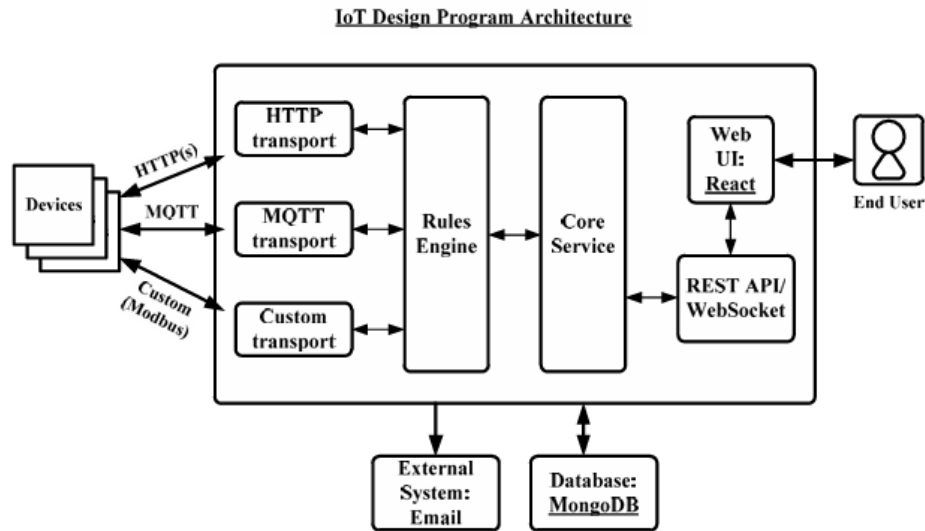 IoT Design Program Architecture
HTTP
transport
HTTP(s)
Devices
MQTT
MQTT
transport
Custom
(Modbus)
Custom
transport
Rules
Engine
Core
Service
Web
UI:
React
End User
REST API/
WebSocket
External
System:
Email
Database:
MongoDB